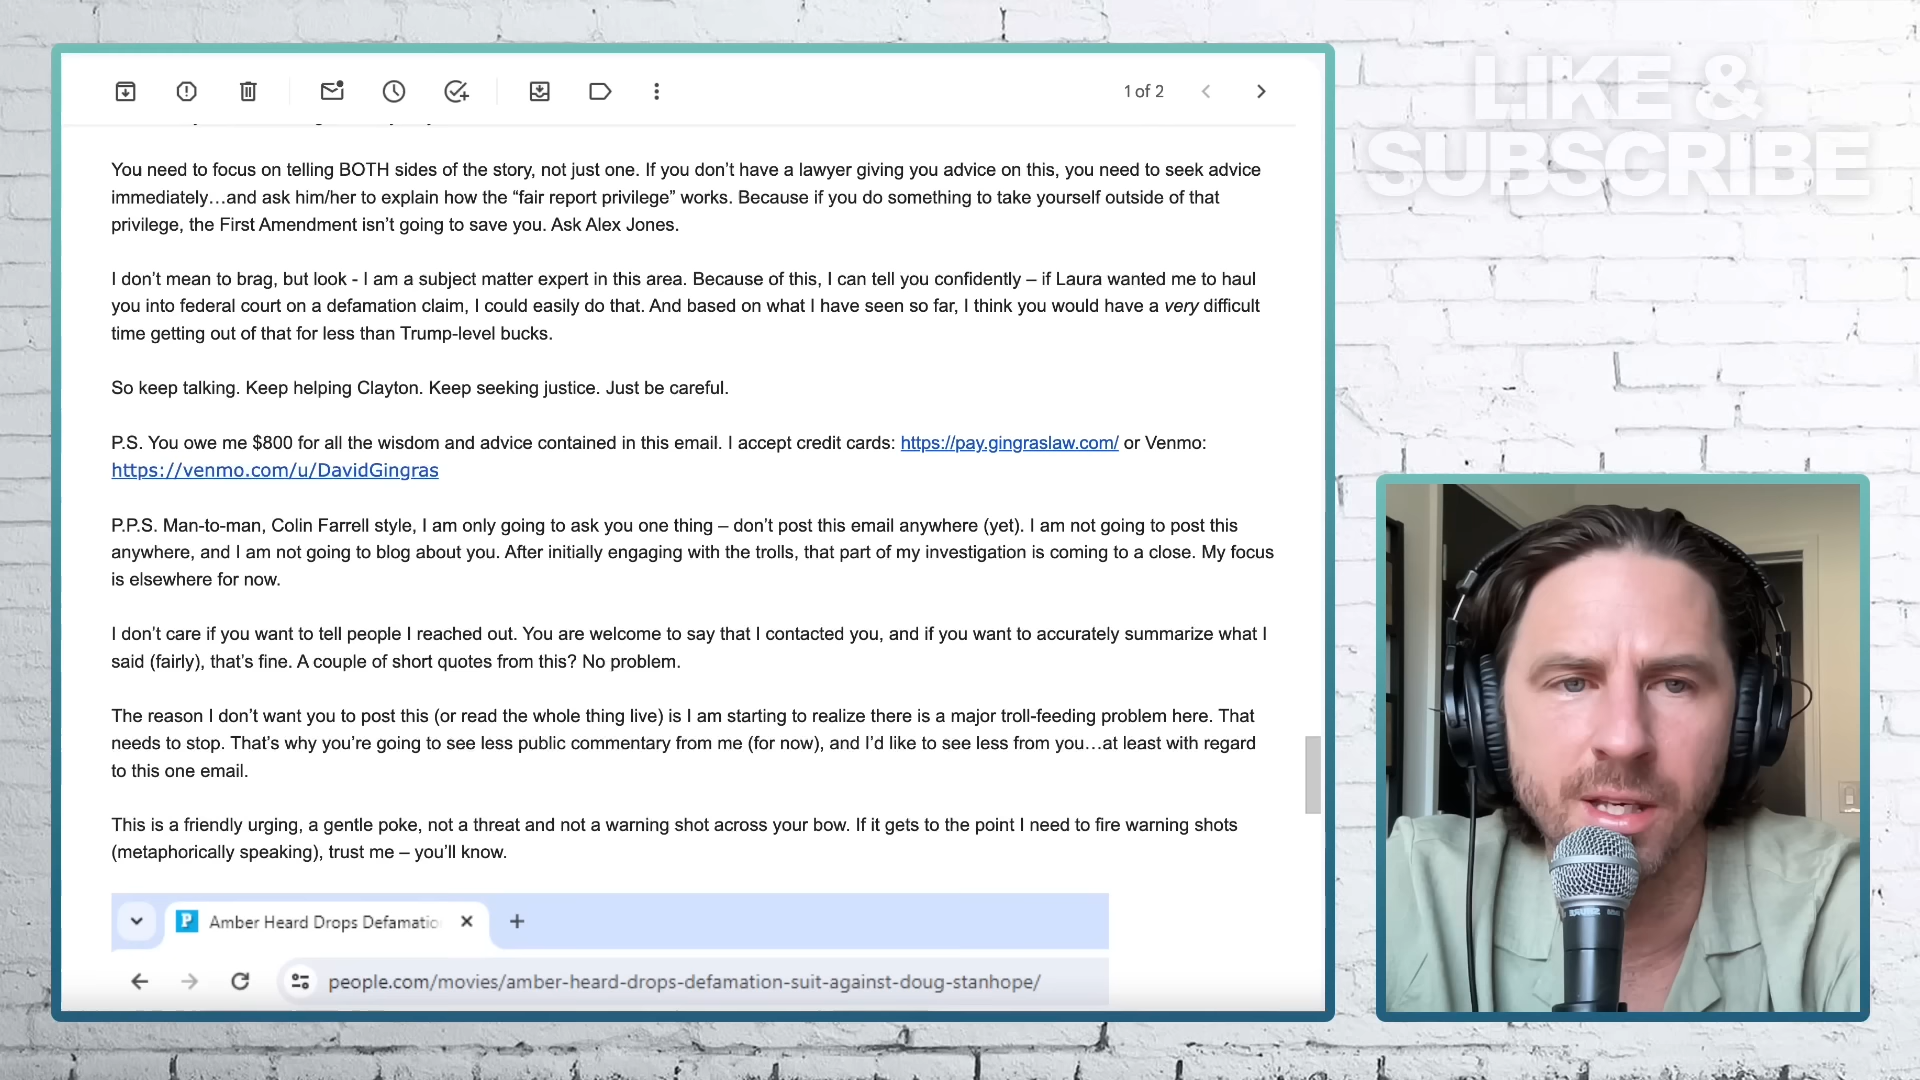 LIKE &
SUBSCRIBE
1 of 2
You need to focus on telling BOTH sides of the story, not just one. If you don’t have a lawyer giving you advice on this, you need to seek advice
immediately…and ask him/her to explain how the “fair report privilege” works. Because if you do something to take yourself outside of that
privilege, the First Amendment isn’t going to save you. Ask Alex Jones.
I don’t mean to brag, but look - I am a subject matter expert in this area. Because of this, I can tell you confidently – if Laura wanted me to haul
you into federal court on a defamation claim, I could easily do that. And based on what I have seen so far, I think you would have a very difficult
time getting out of that for less than Trump-level bucks.
So keep talking. Keep helping Clayton. Keep seeking justice. Just be careful.
P.S. You owe me $800 for all the wisdom and advice contained in this email. I accept credit cards: https://pay.gingraslaw.com/ or Venmo:
https://venmo.com/u/DavidGingras
P.P.S. Man-to-man, Colin Farrell style, I am only going to ask you one thing – don’t post this email anywhere (yet). I am not going to post this
anywhere, and I am not going to blog about you. After initially engaging with the trolls, that part of my investigation is coming to a close. My focus
is elsewhere for now.
I don’t care if you want to tell people I reached out. You are welcome to say that I contacted you, and if you want to accurately summarize what I
said (fairly), that’s fine. A couple of short quotes from this? No problem.
The reason I don’t want you to post this (or read the whole thing live) is I am starting to realize there is a major troll-feeding problem here. That
needs to stop. That’s why you’re going to see less public commentary from me (for now), and I’d like to see less from you…at least with regard
to this one email.
This is a friendly urging, a gentle poke, not a threat and not a warning shot across your bow. If it gets to the point I need to fire warning shots
(metaphorically speaking), trust me – you’ll know.
P Amber Heard Drops Defamatio
people.com/movies/amber-heard-drops-defamation-suit-against-doug-stanhope/